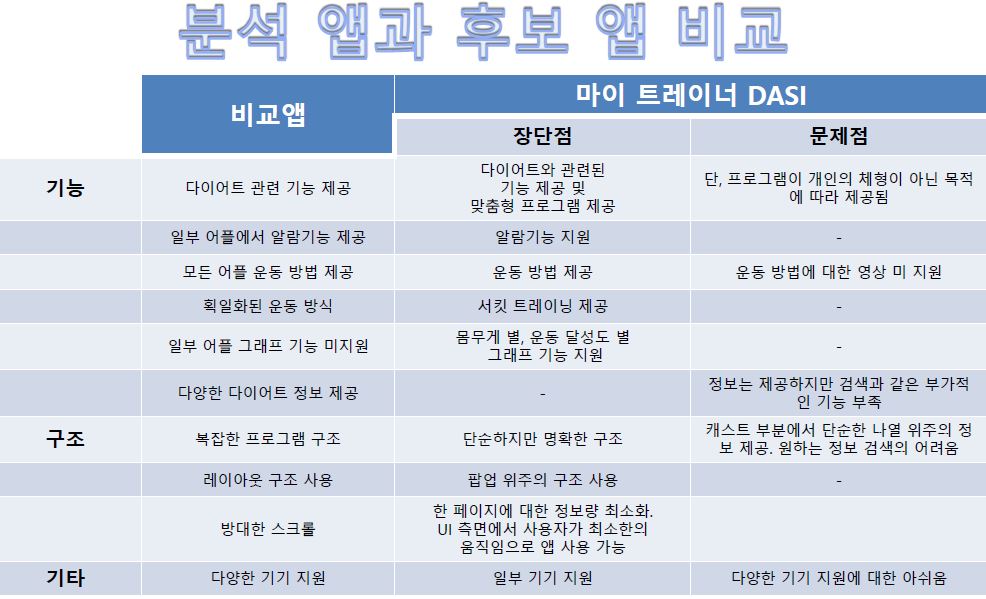 분석 앱과 후보 앱 비교
비교앱
마이 트레이너 DASI
장단점
문제점
기능
다이어트 관련 기능 제공
다이어트와 관련된
기능 제공 및
맞춤형 프로그램 제공
단, 프로그램이 개인의 체형이 아닌 목적
에 따라 제공됨
일부 어플에서 알람기능 제공
알람기능 지원
-
모든 어플 운동 방법 제공
운동 방법 제공
운동 방법에 대한 영상 미 지원
획일화된 운동 방식
서킷 트레이닝 제공
-
일부 어플 그래프 기능 미지원
몸무게 별, 운동 달성도 별
그래프 기능 지원
-
다양한 다이어트 정보 제공
-
정보는 제공하지만 검색과 같은 부가적
인 기능 부족
구조
복잡한 프로그램 구조
단순하지만 명확한 구조
캐스트 부분에서 단순한 나열 위주의 정
보 제공. 원하는 정보 검색의 어려움
레이아웃 구조 사용
팝업 위주의 구조 사용
-
방대한 스크롤
한 페이지에 대한 정보량 최소화.
UI 측면에서 사용자가 최소한의
움직임으로 앱 사용 가능
기타
다양한 기기 지원
일부 기기 지원
다양한 기기 지원에 대한 아쉬움